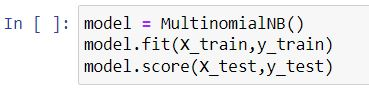 In [ ]: model = MultinomialNB()
model.fit(X_train,y_train)
model.score(X_test,y_test)